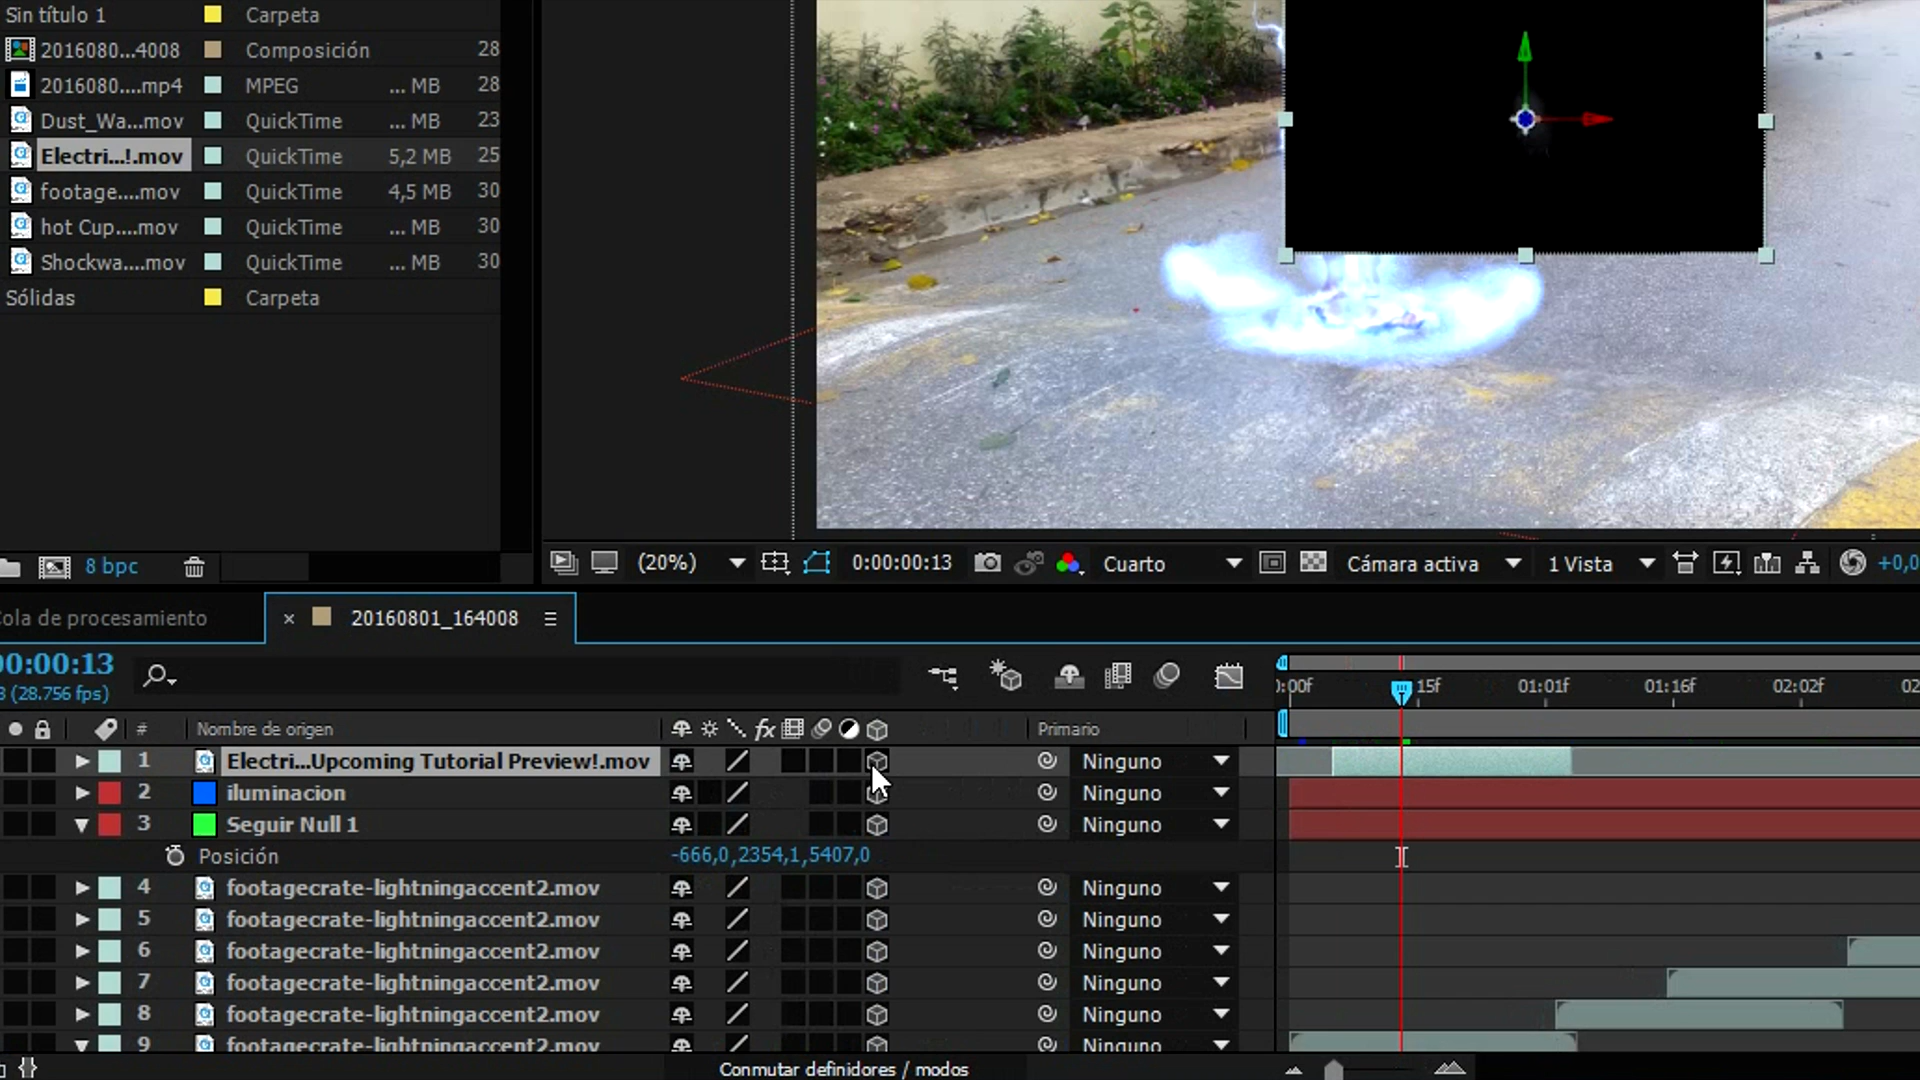 Sin título 1 Carpeta
2016080...4008 Composición 28
2016080....mp4 MPEG ... MB 28
Dust_Wa...mov QuickTime ... MB 23
Electri...!.mov QuickTime 5,2 MB 25
footage....mov QuickTime 4,5 MB 30
hot Cup....mov QuickTime ... MB 30
Shockwa....mov QuickTime ... MB 30
Sólidas Carpeta
8 bpc
(20%) 0:00:00:13 Cuarto Cámara activa 1 Vista +0,0
ola de procesamiento × 20160801_164008
00:00:13
(28.756 fps)
:00f 15f 01:01f 01:16f 02:02f 02
# Nombre de origen fx Primario
1 Electri...Upcoming Tutorial Preview!.mov Ninguno
2 iluminacion Ninguno
3 Seguir Null 1 Ninguno
Posición -666,0,2354,1,5407,0
4 footagecrate-lightningaccent2.mov Ninguno
5 footagecrate-lightningaccent2.mov Ninguno
6 footagecrate-lightningaccent2.mov Ninguno
7 footagecrate-lightningaccent2.mov Ninguno
8 footagecrate-lightningaccent2.mov Ninguno
9 footagecrate-lightningaccent2.mov Ninguno
Conmutar definidores / modos